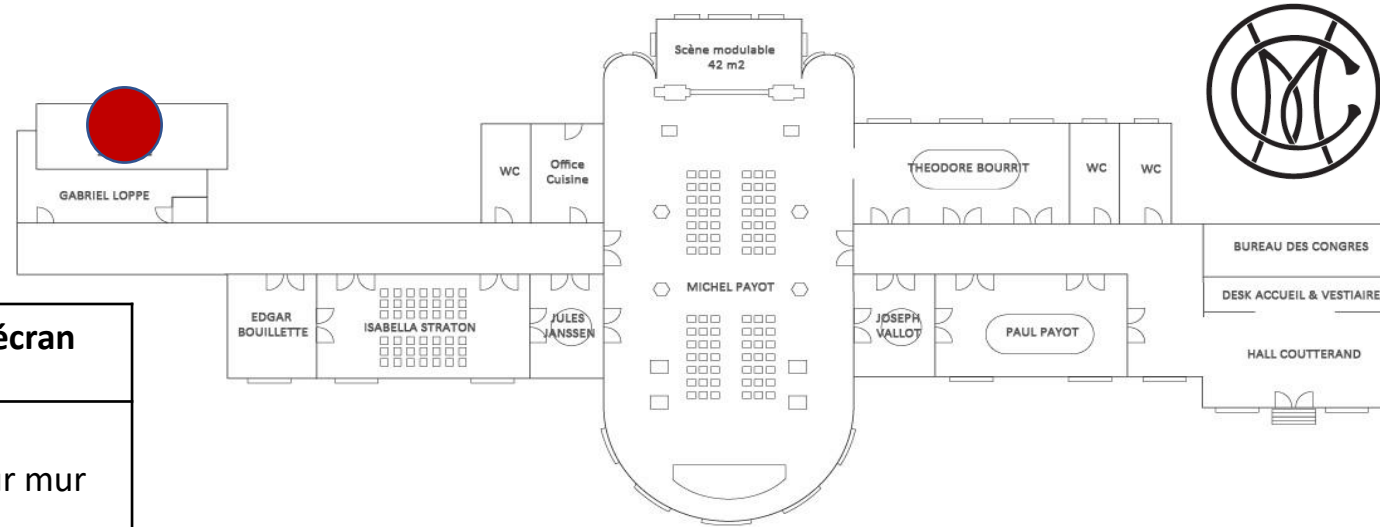 Scène modulable
42 m2
GABRIEL LOPPE
WC
Office
Cuisine
THEODORE BOURRIT
WC
WC
BUREAU DES CONGRES
DESK ACCUEIL & VESTIAIRE
HALL COUTTERAND
MICHEL PAYOT
EDGAR
BOUILLETTE
ISABELLA STRATON
JULES
JANSSEN
JOSEPH
VALLOT
PAUL PAYOT
écran
r mur